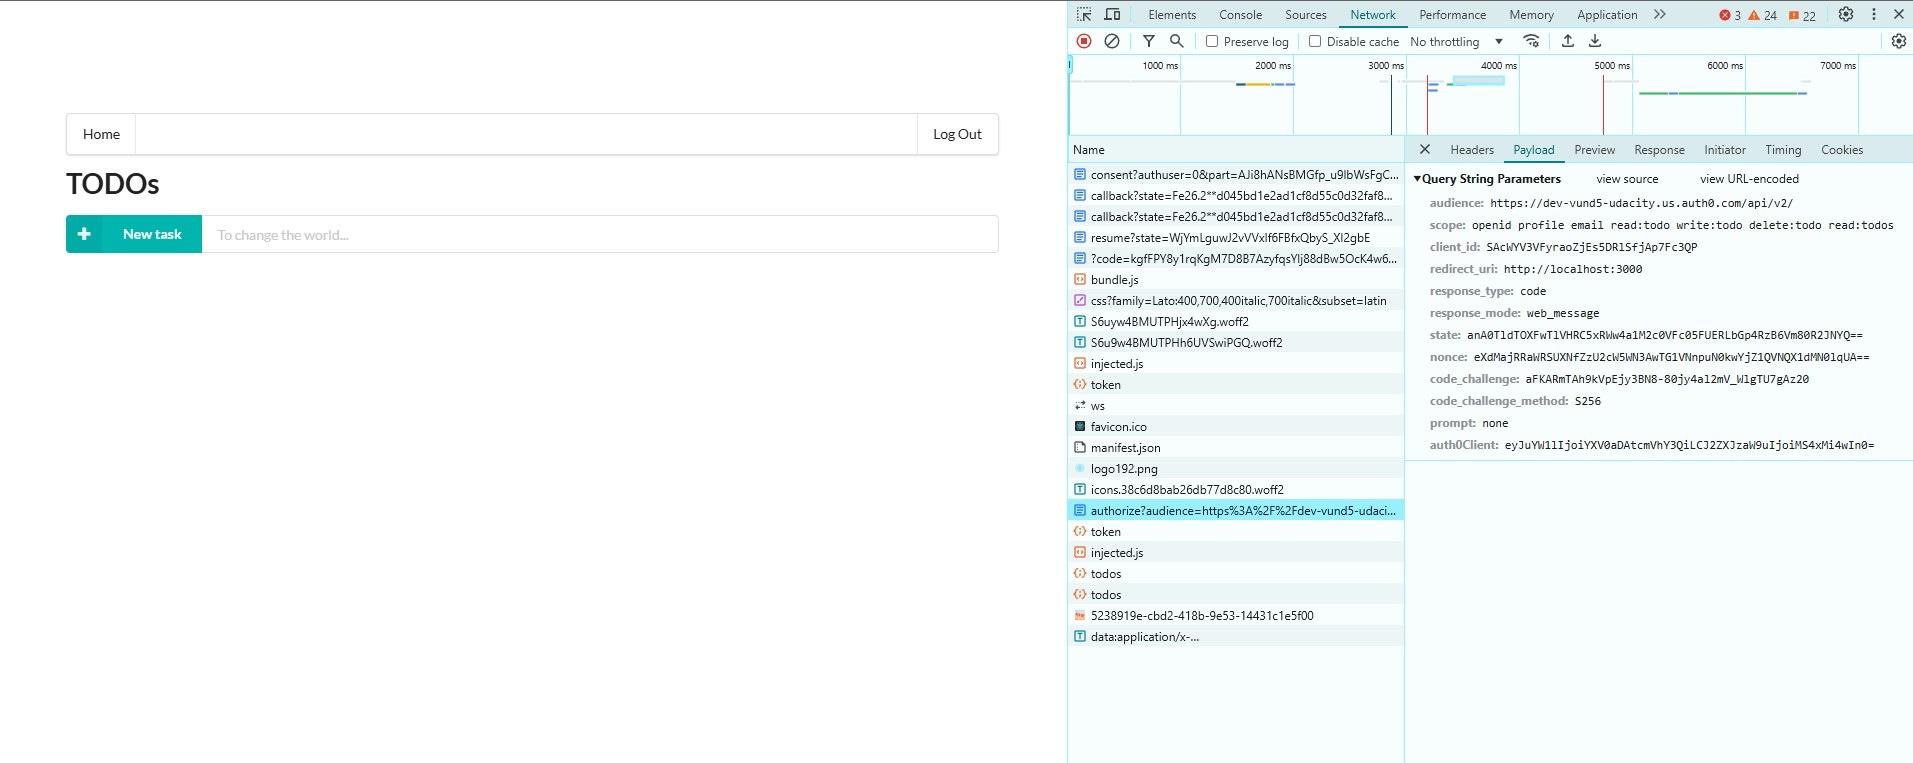 Home
Log Out
TODOs
New task
To change the world...
Elements Console Sources Network Performance Memory Application 3 24 22
Preserve log Disable cache No throttling
1000 ms 2000 ms 3000 ms 4000 ms 5000 ms 6000 ms 7000 ms
Name
consent?authuser=0&part=AJi8hANsBMGfp_u9lbWsFgC...
callback?state=Fe26.2**d045bd1e2ad1cf8d55c0d32faf8...
callback?state=Fe26.2**d045bd1e2ad1cf8d55c0d32faf8...
resume?state=WjYmLguwJ2vVVxlf6FBfxQbyS_Xl2gbE
?code=kgfFPY8y1rqKgM7D8B7AzyfqsYlj88dBw5OcK4w6...
bundle.js
css?family=Lato:400,700,400italic,700italic&subset=latin
S6uyw4BMUTPHjx4wXg.woff2
S6u9w4BMUTPHh6UVSwiPGQ.woff2
injected.js
token
ws
favicon.ico
manifest.json
logo192.png
icons.38c6d8bab26db77d8c80.woff2
authorize?audience=https%3A%2F%2Fdev-vund5-udaci...
token
injected.js
todos
todos
5238919e-cbd2-418b-9e53-14431c1e5f00
data:application/x-...
Headers Payload Preview Response Initiator Timing Cookies
Query String Parameters view source view URL-encoded
audience: https://dev-vund5-udacity.us.auth0.com/api/v2/
scope: openid profile email read:todo write:todo delete:todo read:todos
client_id: SAcWYV3VFyraoZjEs5DRlSfjAp7Fc3QP
redirect_uri: http://localhost:3000
response_type: code
response_mode: web_message
state: anA0TldTOXFwTlVHRC5xRWw4a1M2c0VFc05FUERLbGp4RzB6Vm80R2JNYQ==
nonce: eXdMajRRaWRSUXNfZzU2cW5WN3AwTG1VNnpuN0kwYjZ1QVNQX1dMN0lqUA==
code_challenge: aFKARmTAh9kVpEjy3BN8-80jy4al2mV_WlgTU7gAz20
code_challenge_method: S256
prompt: none
auth0Client: eyJuYW1lIjoiYXV0aDAtcmVhY3QiLCJ2ZXJzaW9uIjoiMS4xMi4wIn0=